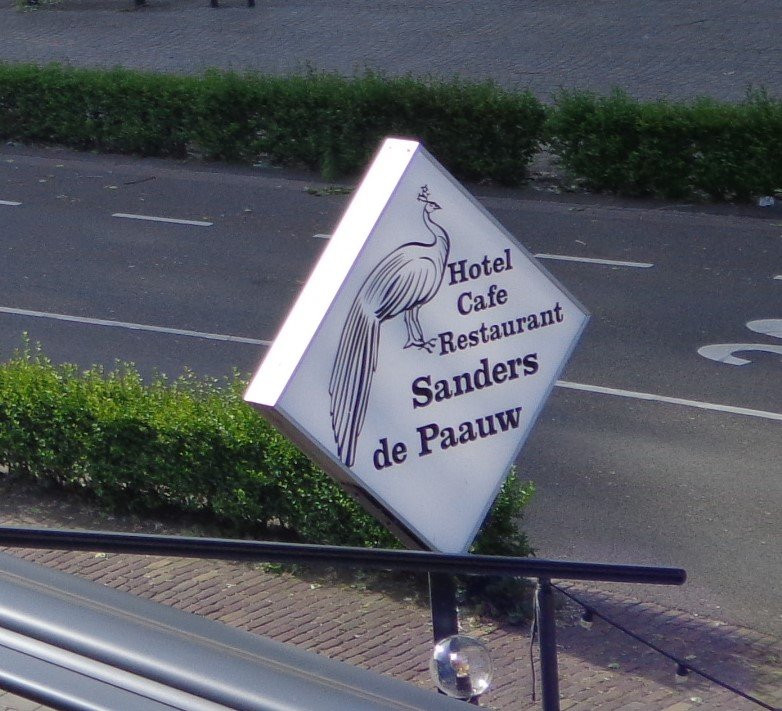 Hotel
Cafe
Restaurant
Sanders
de Paauw